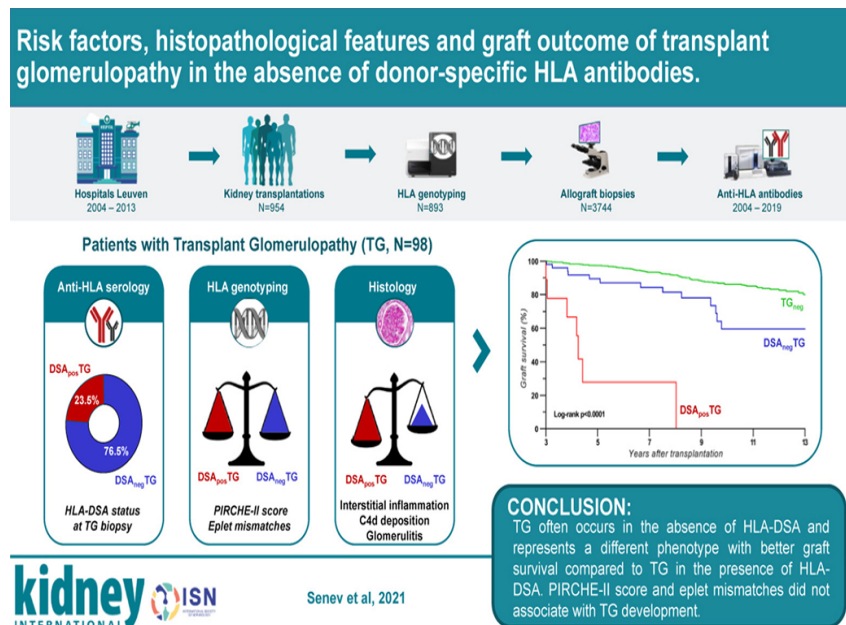 Risk factors, histopathological features and graft outcome of transplant
glomerulopathy in the absence of donor-specific HLA antibodies.
HOSPITAL
Hospitals Leuven
2004 – 2013
Kidney transplantations
N=954
HLA genotyping
N=893
Allograft biopsies
N=3744
Anti-HLA antibodies
2004 – 2019
Patients with Transplant Glomerulopathy (TG, N=98)
Anti-HLA serology
DSAposTG
23.5%
76.5%
DSAnegTG
HLA-DSA status
at TG biopsy
HLA genotyping
DSAposTG DSAnegTG
PIRCHE-II score
Eplet mismatches
Histology
DSAposTG DSAnegTG
Interstitial inflammation
C4d deposition
Glomerulitis
Graft survival (%)
100
80
60
40
20
0
TGneg
DSAnegTG
DSAposTG
Log-rank p<0.0001
3 5 7 9 11 13
Years after transplantation
CONCLUSION:
TG often occurs in the absence of HLA-DSA and
represents a different phenotype with better graft
survival compared to TG in the presence of HLA-
DSA. PIRCHE-II score and eplet mismatches did not
associate with TG development.
kidney
INTERNATIONAL
ISN
Senev et al, 2021